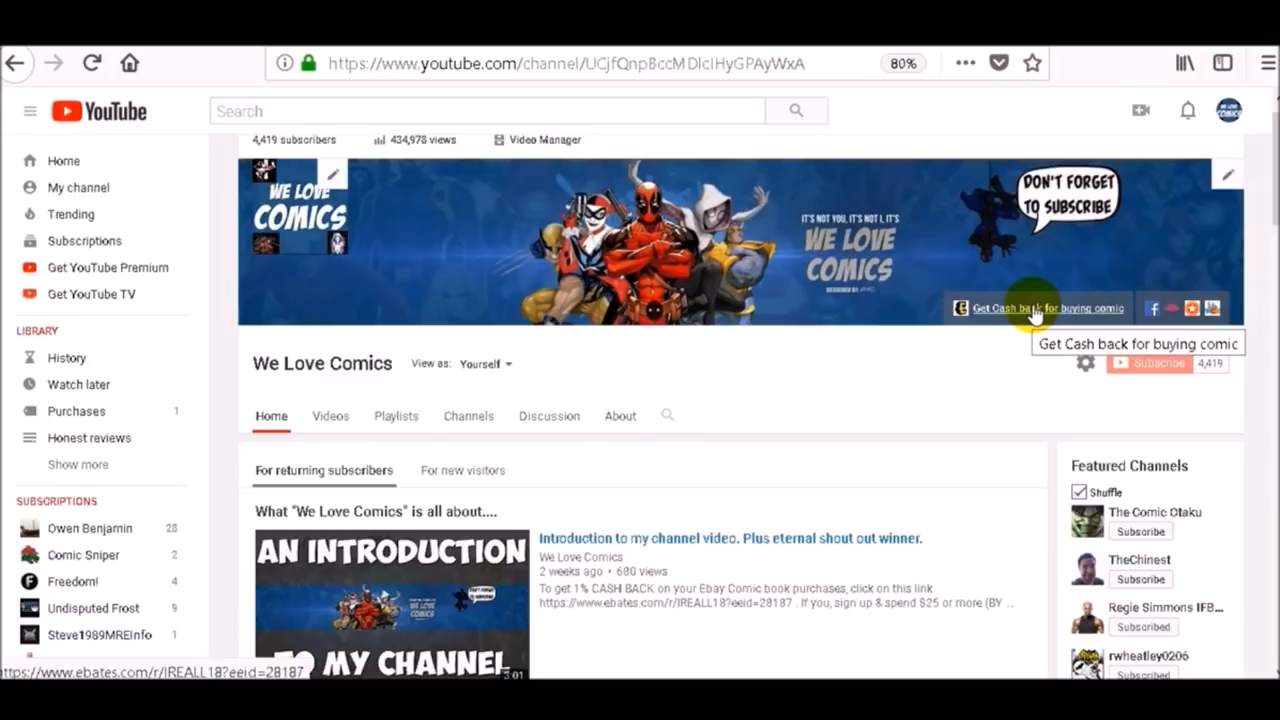 https://www.youtube.com/channel/UCjfQnpBccMDlcIHyGPAyWxA
80%
YouTube
Search
WE LOVE COMICS
4,419 subscribers
434,978 views
Video Manager
Home
My channel
Trending
Subscriptions
Get YouTube Premium
Get YouTube TV
LIBRARY
History
Watch later
Purchases 1
Honest reviews
Show more
SUBSCRIPTIONS
Owen Benjamin 28
Comic Sniper 2
Freedom! 4
Undisputed Frost 9
Steve1989MREInfo 1
https://www.ebates.com/r/IREALL18?eeid=28187
WE LOVE
COMICS
IT'S NOT YOU, IT'S NOT I, IT'S
WE LOVE
COMICS
DON'T FORGET
TO SUBSCRIBE
Get Cash back for buying comic
Get Cash back for buying comic
We Love Comics
View as: Yourself
Subscribe 4,419
Home
Videos
Playlists
Channels
Discussion
About
For returning subscribers
For new visitors
What "We Love Comics" is all about....
AN INTRODUCTION
TO MY CHANNEL
3:01
Introduction to my channel video. Plus eternal shout out winner.
We Love Comics
2 weeks ago • 680 views
To get 1% CASH BACK on your Ebay Comic book purchases, click on this link
https://www.ebates.com/r/IREALL18?eeid=28187 . If you, sign up & spend $25 or more (BY ...
Featured Channels
Shuffle
The Comic Otaku
Subscribe
TheChinest
Subscribe
Regie Simmons IFB...
Subscribed
rwheatley0206
Subscribed